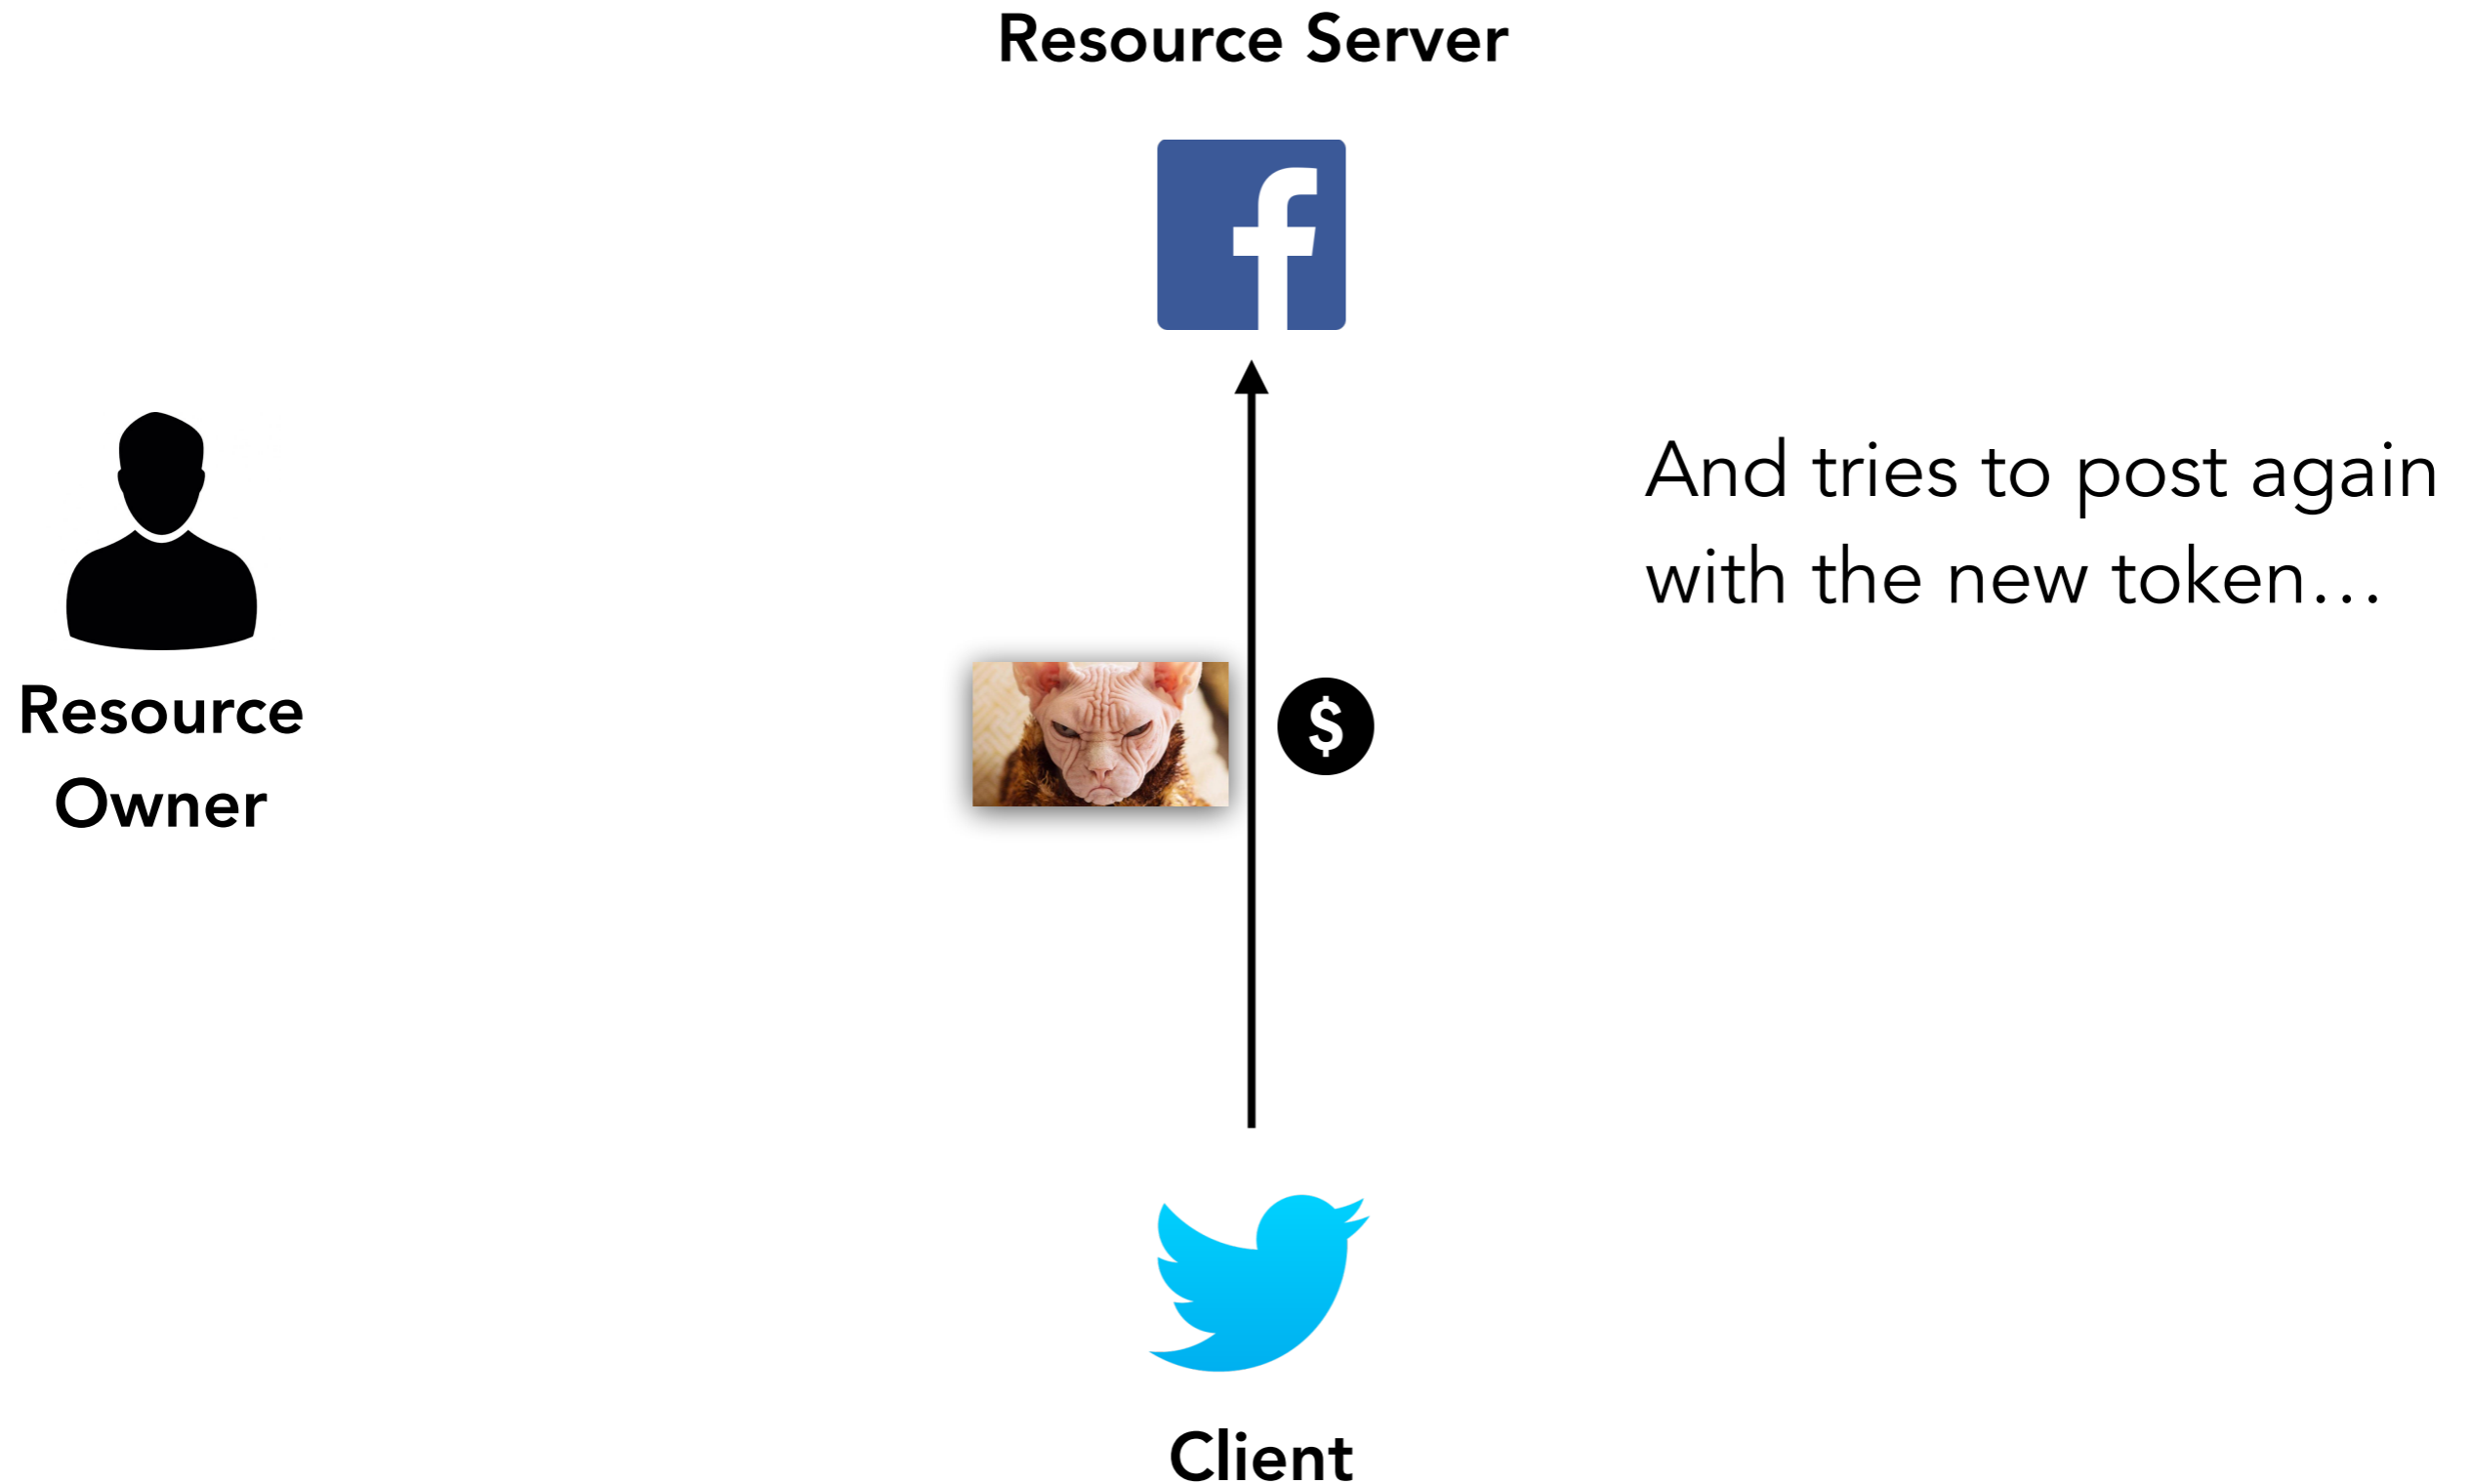 Resource Server
And tries to post again
with the new token...
Resource
Owner
$
Client